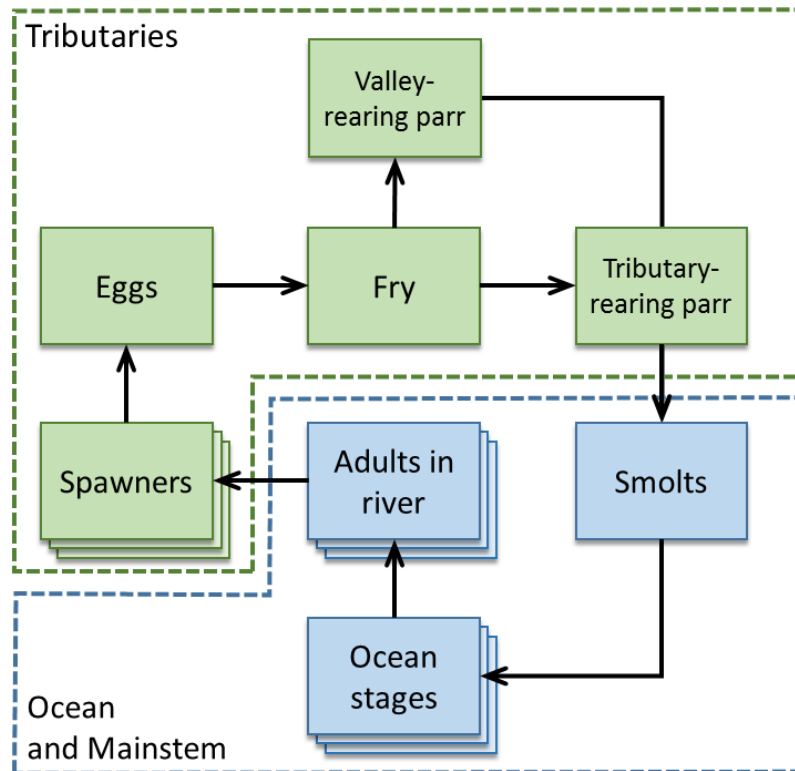 Tributaries
Valley-
rearing parr
Eggs
Fry
Tributary-
rearing parr
Spawners
Adults in
river
Smolts
Ocean
stages
Ocean
and Mainstem